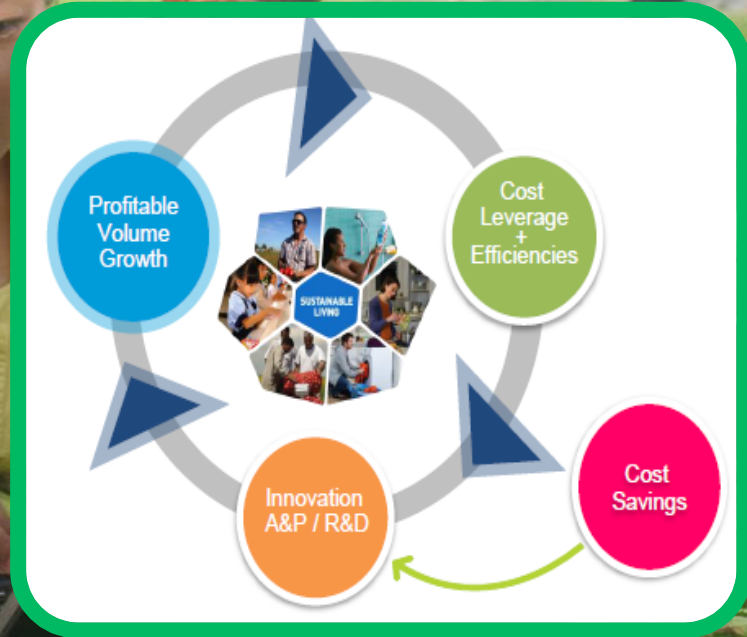 Profitable
Volume
Growth
Cost
Leverage
+
Efficiencies
SUSTAINABLE
LIVING
Innovation
A&P / R&D
Cost
Savings